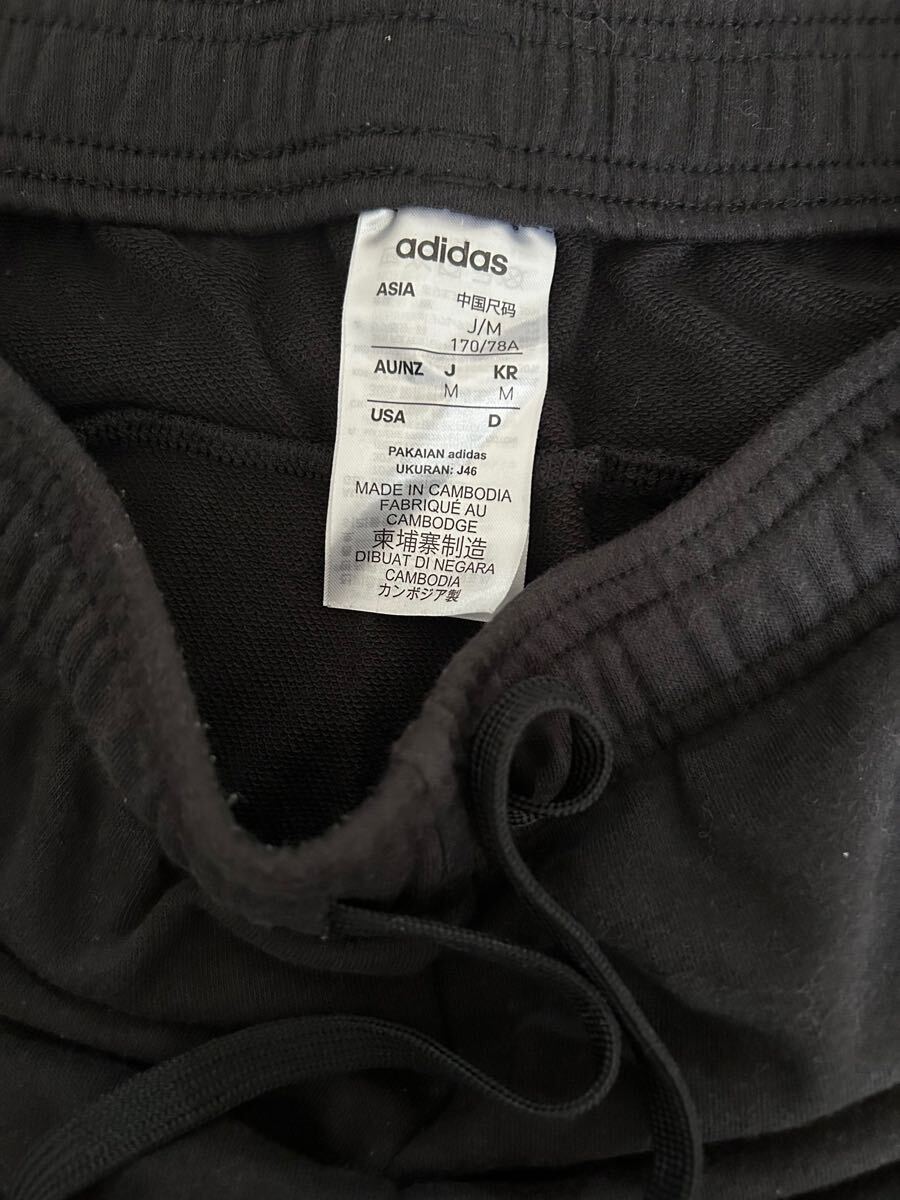 adidas
ASIA 中国尺码
J/M
170/78A
AU/NZ J KR
M M
USA D
PAKAIAN adidas
UKURAN: J46
MADE IN CAMBODIA
FABRIQUÉ AU
CAMBODGE
柬埔寨制造
DIBUAT DI NEGARA
CAMBODIA
カンボジア製